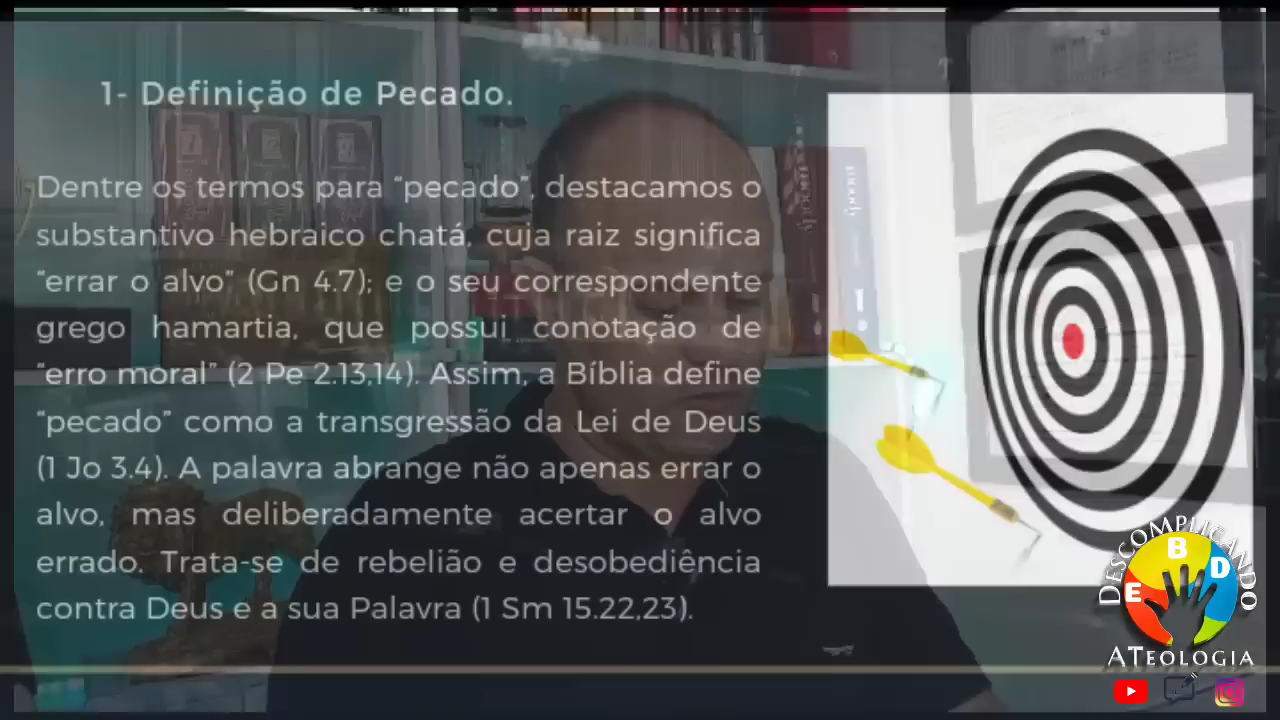 1- Definição de Pecado.
Dentre os termos para “pecado”, destacamos o
substantivo hebraico chatá, cuja raiz significa
“errar o alvo” (Gn 4.7); e o seu correspondente
grego hamartia, que possui conotação de
“erro moral” (2 Pe 2.13,14). Assim, a Bíblia define
“pecado” como a transgressão da Lei de Deus
(1 Jo 3.4). A palavra abrange não apenas errar o
alvo, mas deliberadamente acertar o alvo
errado. Trata-se de rebelião e desobediência
contra Deus e a sua Palavra (1 Sm 15.22,23).
DESCOMPLICANDO
EBD
ATEOLOGIA